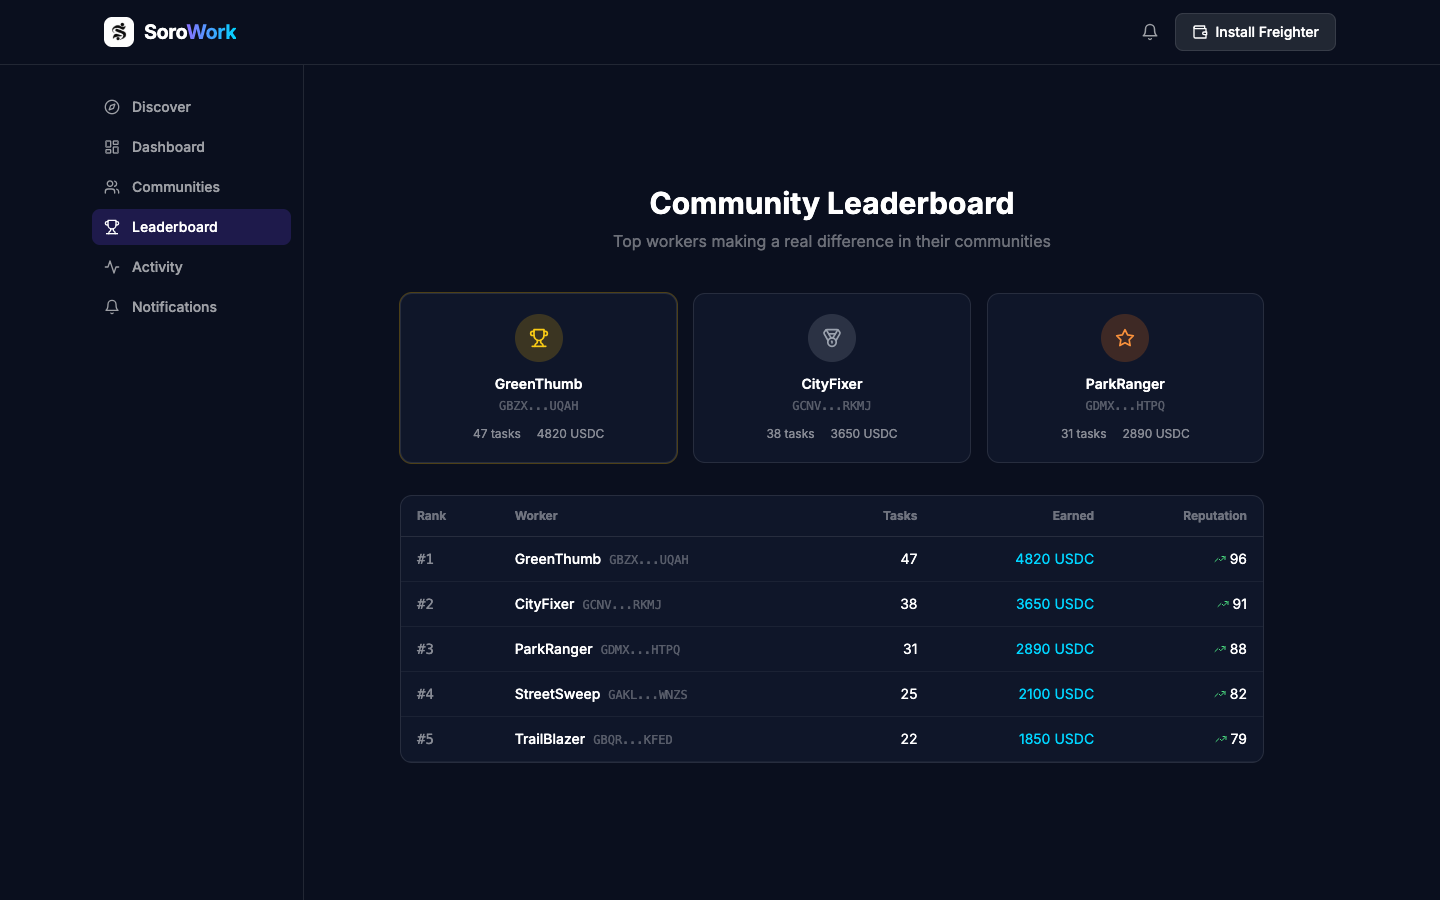 SoroWork
Install Freighter
Discover
Dashboard
Communities
Leaderboard
Activity
Notifications
Community Leaderboard
Top workers making a real difference in their communities
GreenThumb
GBZX...UQAH
47 tasks 4820 USDC
CityFixer
GCNV...RKMJ
38 tasks 3650 USDC
ParkRanger
GDMX...HTPQ
31 tasks 2890 USDC
Rank Worker Tasks Earned Reputation
#1 GreenThumb GBZX...UQAH 47 4820 USDC 96
#2 CityFixer GCNV...RKMJ 38 3650 USDC 91
#3 ParkRanger GDMX...HTPQ 31 2890 USDC 88
#4 StreetSweep GAKL...WNZS 25 2100 USDC 82
#5 TrailBlazer GBQR...KFED 22 1850 USDC 79